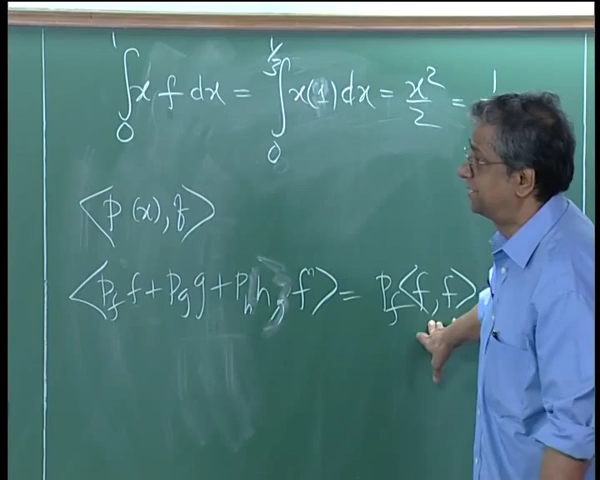 ∫₀¹ x f dx = ∫₀^{1/3} x(1) dx = x²/2 = 1
⟨p(x), f⟩
⟨p_f f + p_g g + p_h h, f⟩ = p_f⟨f, f⟩